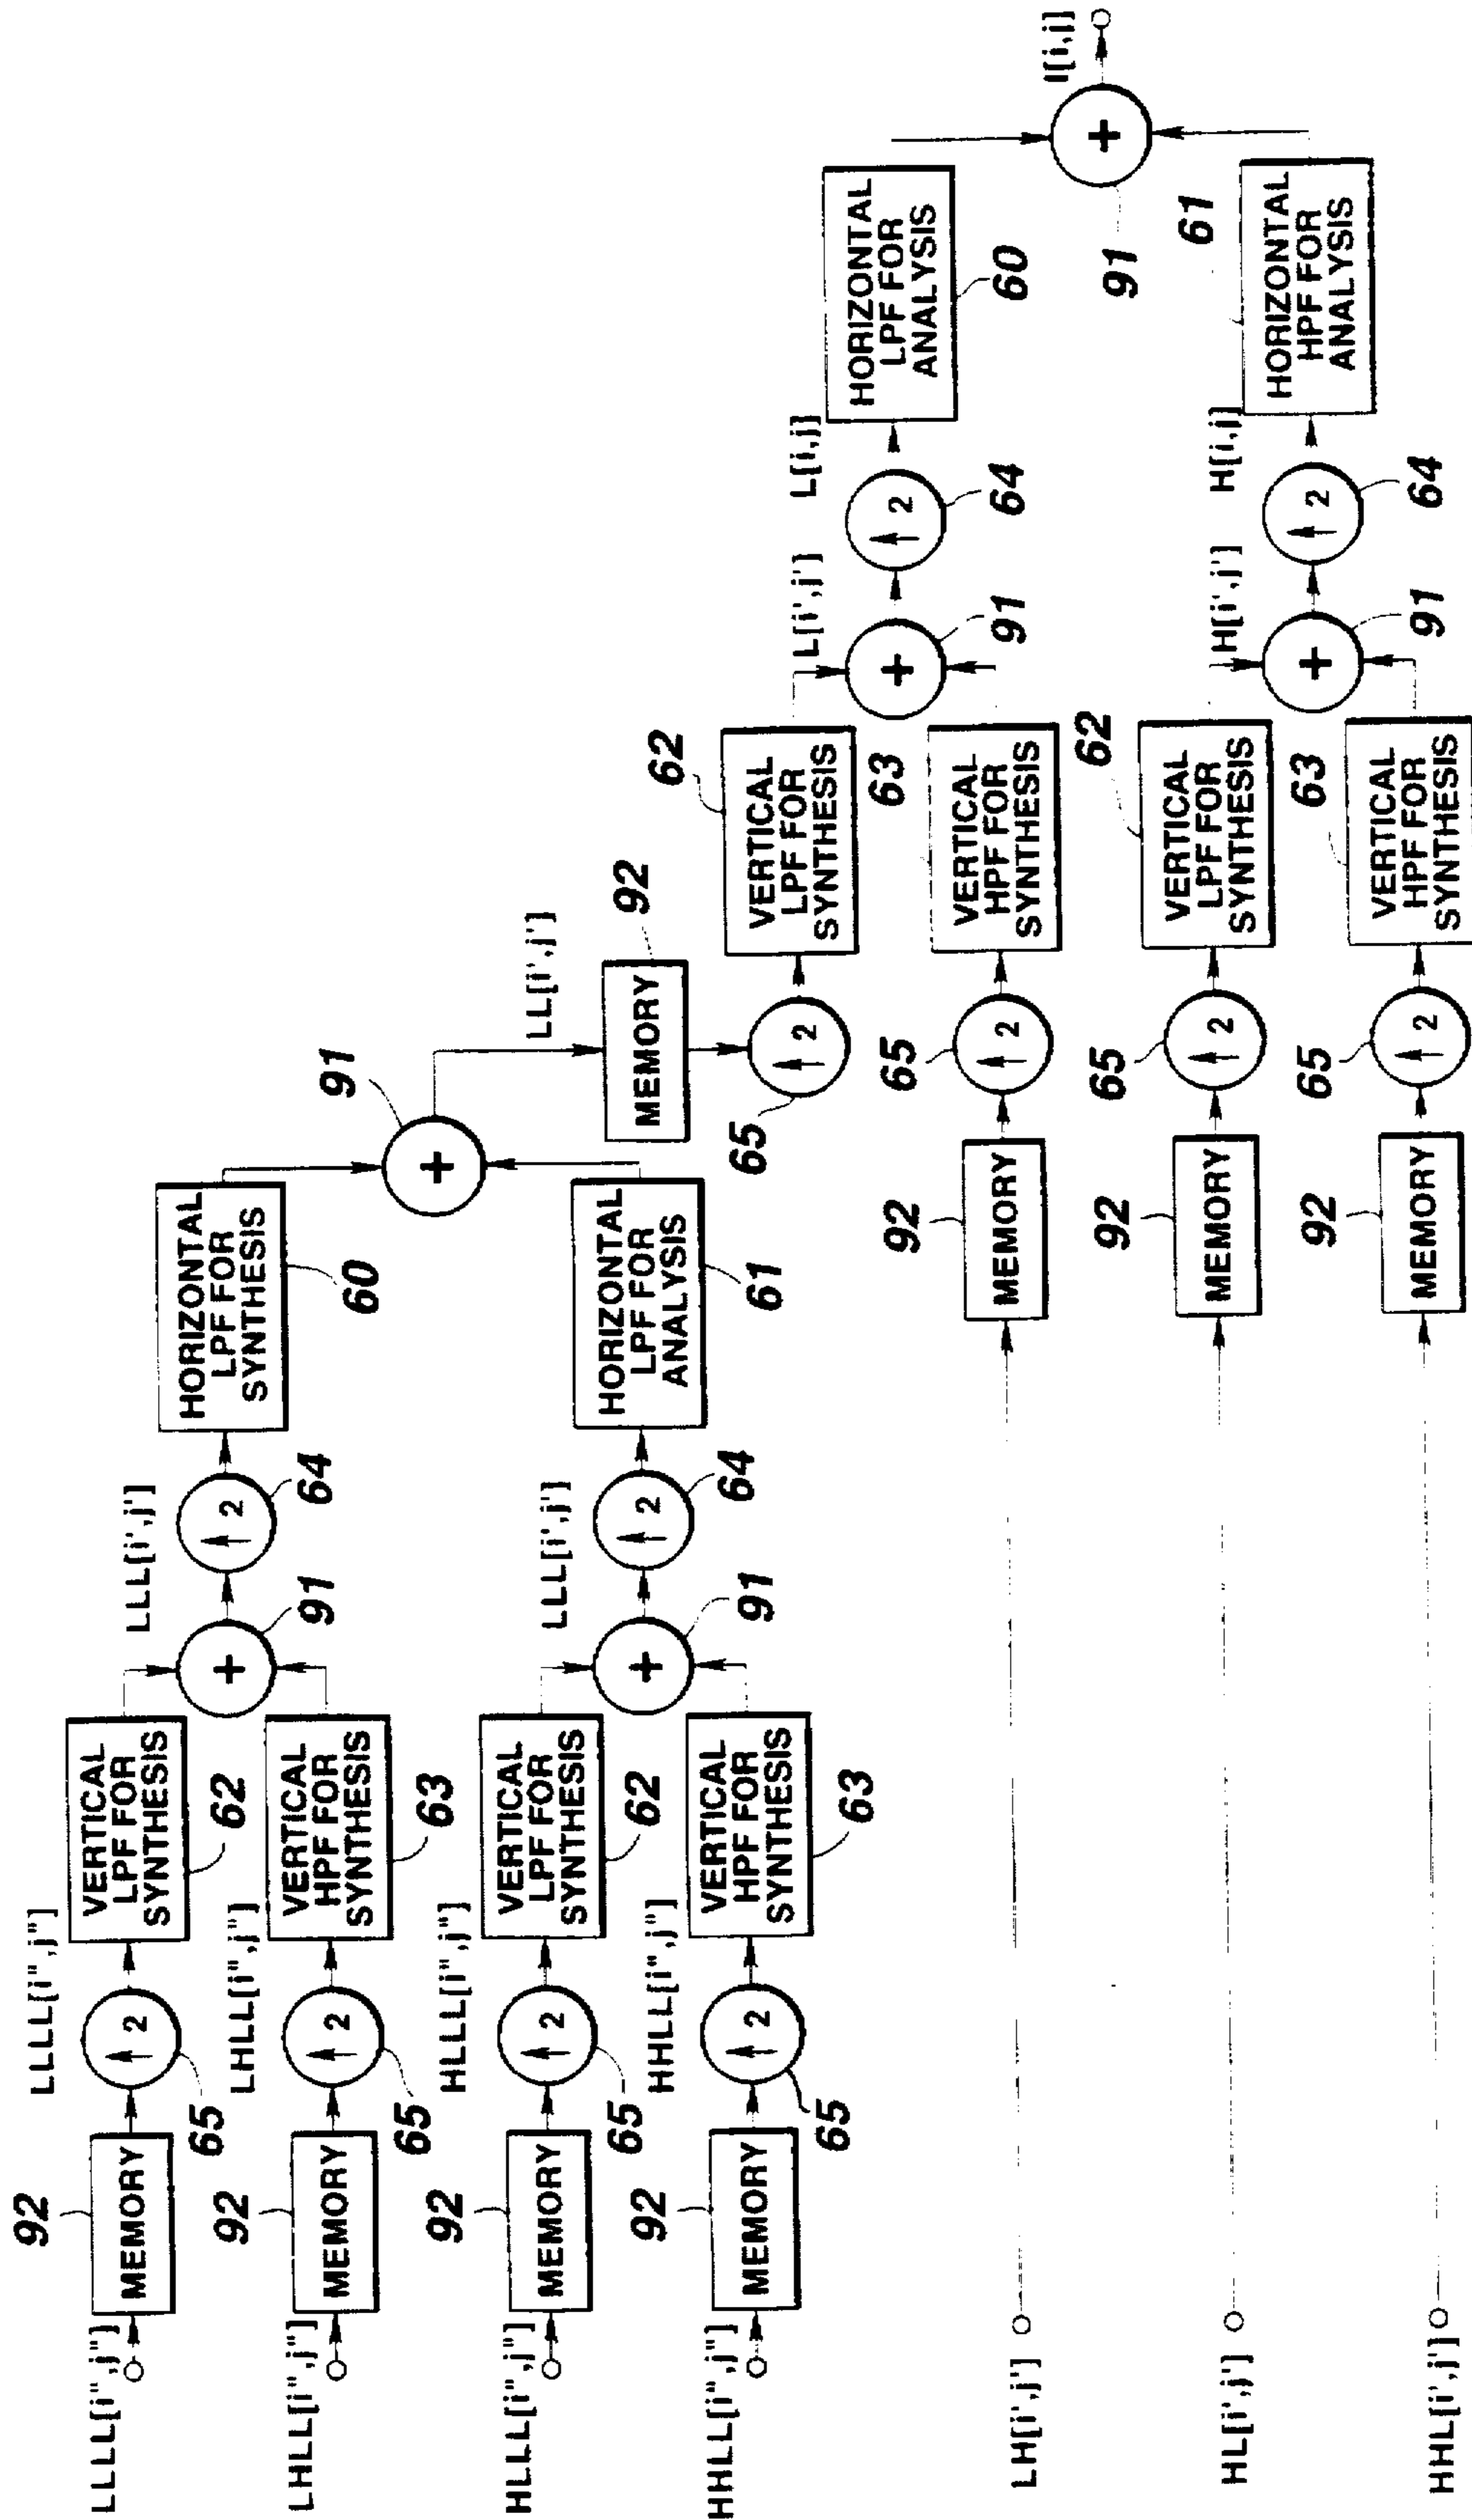 LLLL[i",j"]
92
MEMORY
65
2
LLLL[i",j"]
VERTICAL
LPF FOR
SYNTHESIS
62
LHLL[i",j"]
92
MEMORY
65
2
LHLL[i",j"]
VERTICAL
HPF FOR
SYNTHESIS
63
+
91
LLL[i',j']
2
64
HORIZONTAL
LPF FOR
SYNTHESIS
60
HLLL[i",j"]
92
MEMORY
65
2
HLLL[i",j"]
VERTICAL
LPF FOR
SYNTHESIS
62
HHLL[i",j"]
92
MEMORY
65
2
HHLL[i",j"]
VERTICAL
HPF FOR
SYNTHESIS
63
+
91
LLL[i',j']
2
64
HORIZONTAL
LPF FOR
ANALYSIS
61
+
91
LL[i',j']
MEMORY
92
65
2
VERTICAL
LPF FOR
SYNTHESIS
62
LH[i',j']
92
MEMORY
65
2
VERTICAL
HPF FOR
SYNTHESIS
63
+
91
L[i',j']
2
64
L[i,j]
HORIZONTAL
LPF FOR
ANALYSIS
60
HL[i',j']
92
MEMORY
65
2
VERTICAL
LPF FOR
SYNTHESIS
62
HHL[i',j']
92
MEMORY
65
2
VERTICAL
HPF FOR
SYNTHESIS
63
+
91
H[i',j']
2
64
H[i,j]
HORIZONTAL
HPF FOR
ANALYSIS
61
+
91
I[i,j]